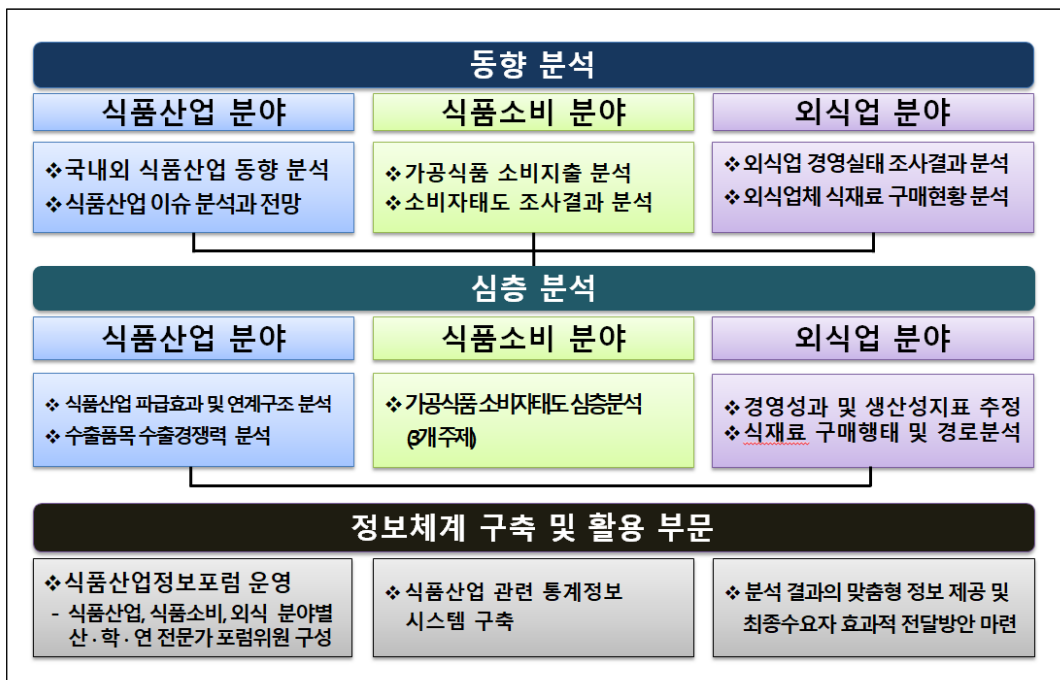 동향 분석
식품산업 분야
❖국내외 식품산업 동향 분석
❖식품산업 이슈 분석과 전망
식품소비 분야
❖가공식품 소비지출 분석
❖소비자태도 조사결과 분석
외식업 분야
❖외식업 경영실태 조사결과 분석
❖외식업체 식재료 구매현황 분석
심층 분석
식품산업 분야
❖ 식품산업 파급효과 및 연계구조 분석
❖ 수출품목 수출경쟁력 분석
식품소비 분야
❖ 가공식품 소비자태도 심층분석
(3개 주제)
외식업 분야
❖ 경영성과 및 생산성지표 추정
❖식재료 구매행태 및 경로분석
정보체계 구축 및 활용 부문
❖식품산업정보포럼 운영
- 식품산업, 식품소비, 외식 분야별
산·학·연 전문가 포럼위원 구성
❖ 식품산업 관련 통계정보
시스템 구축
❖ 분석 결과의 맞춤형 정보 제공 및
최종수요자 효과적 전달방안 마련